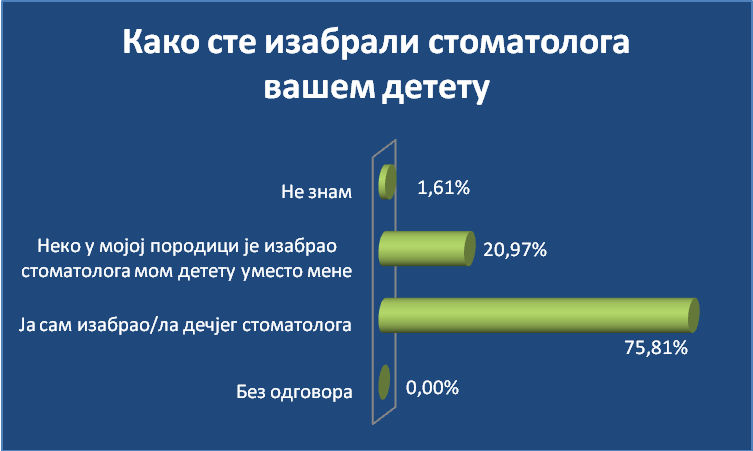 Како сте изабрали стоматолога
вашем детету
Не знам
1,61%
Неко у мојој породици је изабрао
стоматолога мом детету уместо мене
20,97%
Ја сам изабрао/ла дечјег стоматолога
75,81%
Без одговора
0,00%